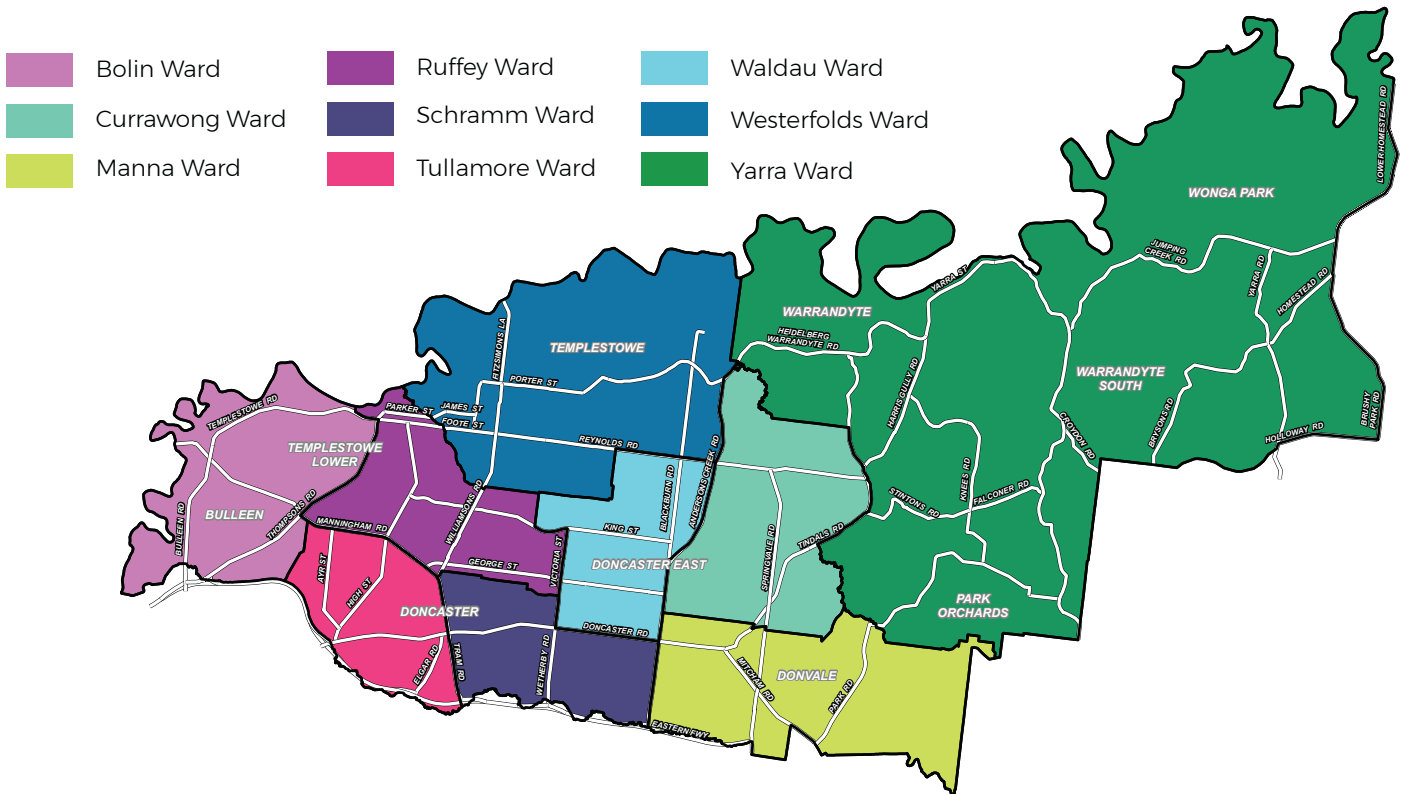 Bolin Ward
Ruffey Ward
Waldau Ward
Currawong Ward
Schramm Ward
Westerfolds Ward
Manna Ward
Tullamore Ward
Yarra Ward
LOWER HOMESTEAD RD
WONGA PARK
JUMPING
CREEK RD
YARRA RD
HOMESTEAD RD
YARRA ST
WARRANDYTE
HEIDELBERG
WARRANDYTE RD
HARRIS GULLY RD
WARRANDYTE
SOUTH
CROYDON RD
BRYSONS RD
BRUSHY
PARK RD
HOLLOWAY RD
KNEES RD
STINTONS RD
FALCONER RD
PARK
ORCHARDS
FITZSIMONS LA
TEMPLESTOWE
PORTER ST
JAMES ST
PARKER ST
FOOTE ST
REYNOLDS RD
TEMPLESTOWE RD
TEMPLESTOWE
LOWER
BULLEEN
BULLEEN RD
THOMPSONS RD
MANNINGHAM RD
WILLIAMSONS RD
GEORGE ST
VICTORIA ST
KING ST
BLACKBURN RD
ANDERSONS CREEK RD
DONCASTER EAST
SPRINGVALE RD
TINDALS RD
AYR ST
HIGH ST
DONCASTER
ELGAR RD
TRAM RD
WETHERBY RD
DONCASTER RD
EASTERN FWY
MITCHAM RD
DONVALE
PARK RD